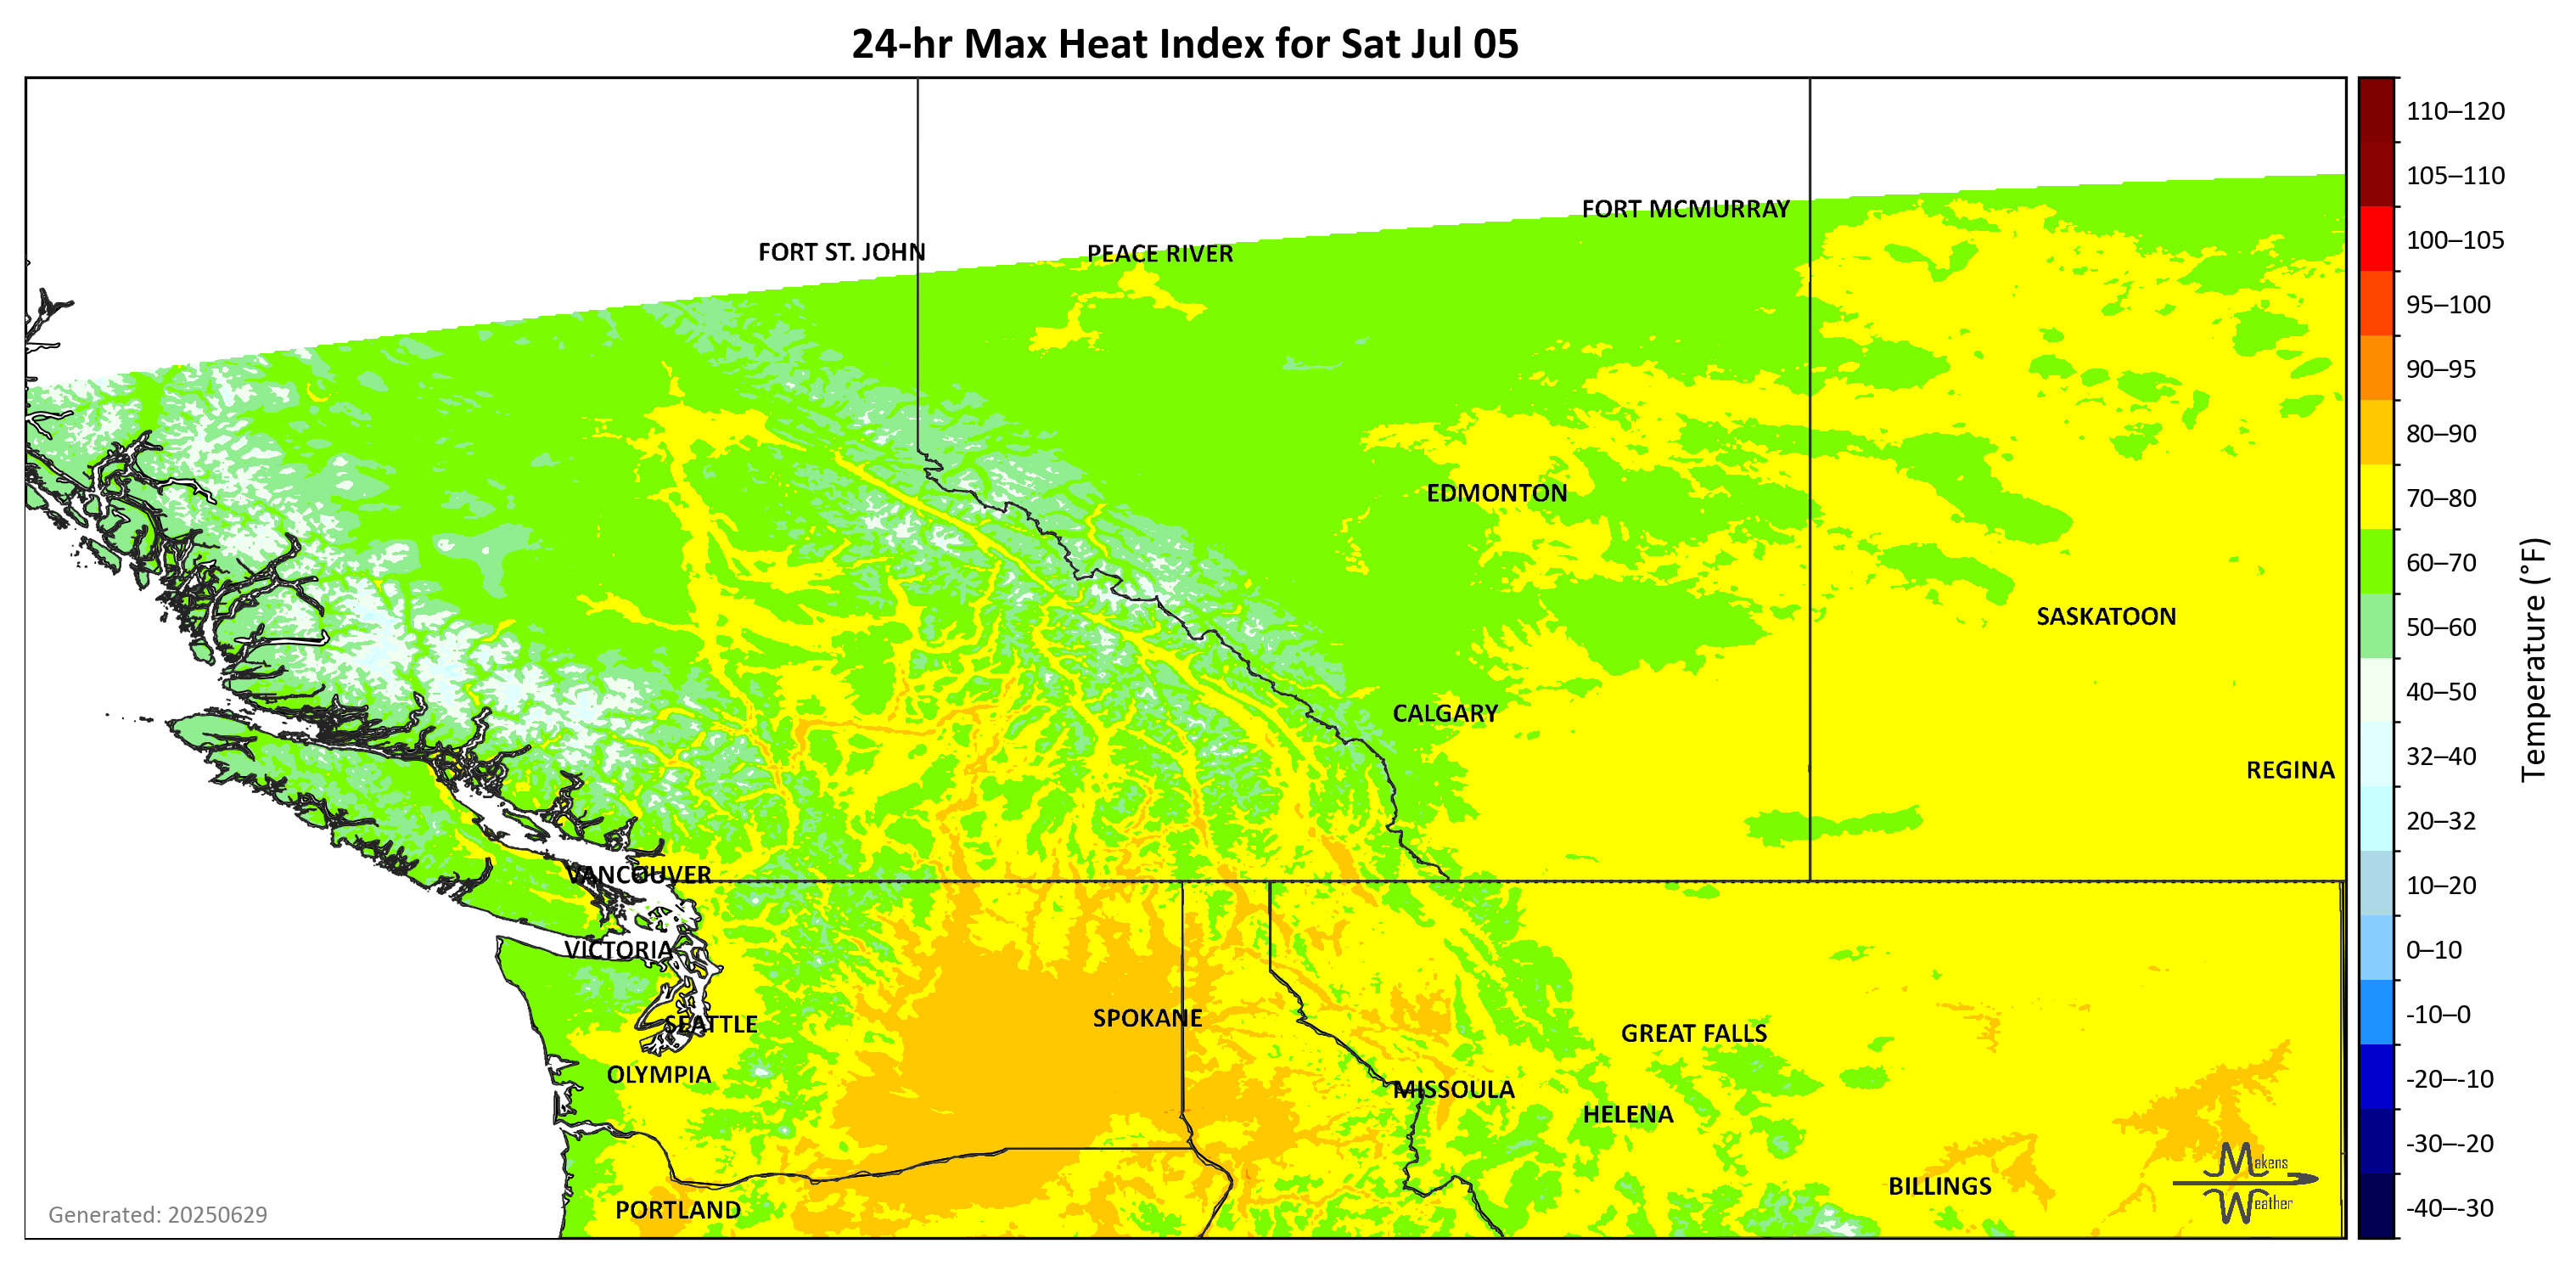 24-hr Max Heat Index for Sat Jul 05
FORT MCMURRAY
FORT ST. JOHN
PEACE RIVER
EDMONTON
SASKATOON
CALGARY
REGINA
VANCOUVER
VICTORIA
SPOKANE
SEATTLE
GREAT FALLS
OLYMPIA
MISSOULA
HELENA
BILLINGS
PORTLAND
Makens
Weather
Generated: 20250629
110–120
105–110
100–105
95–100
90–95
80–90
70–80
60–70
50–60
40–50
32–40
20–32
10–20
0–10
-10–0
-20–-10
-30–-20
-40–-30
Temperature (°F)